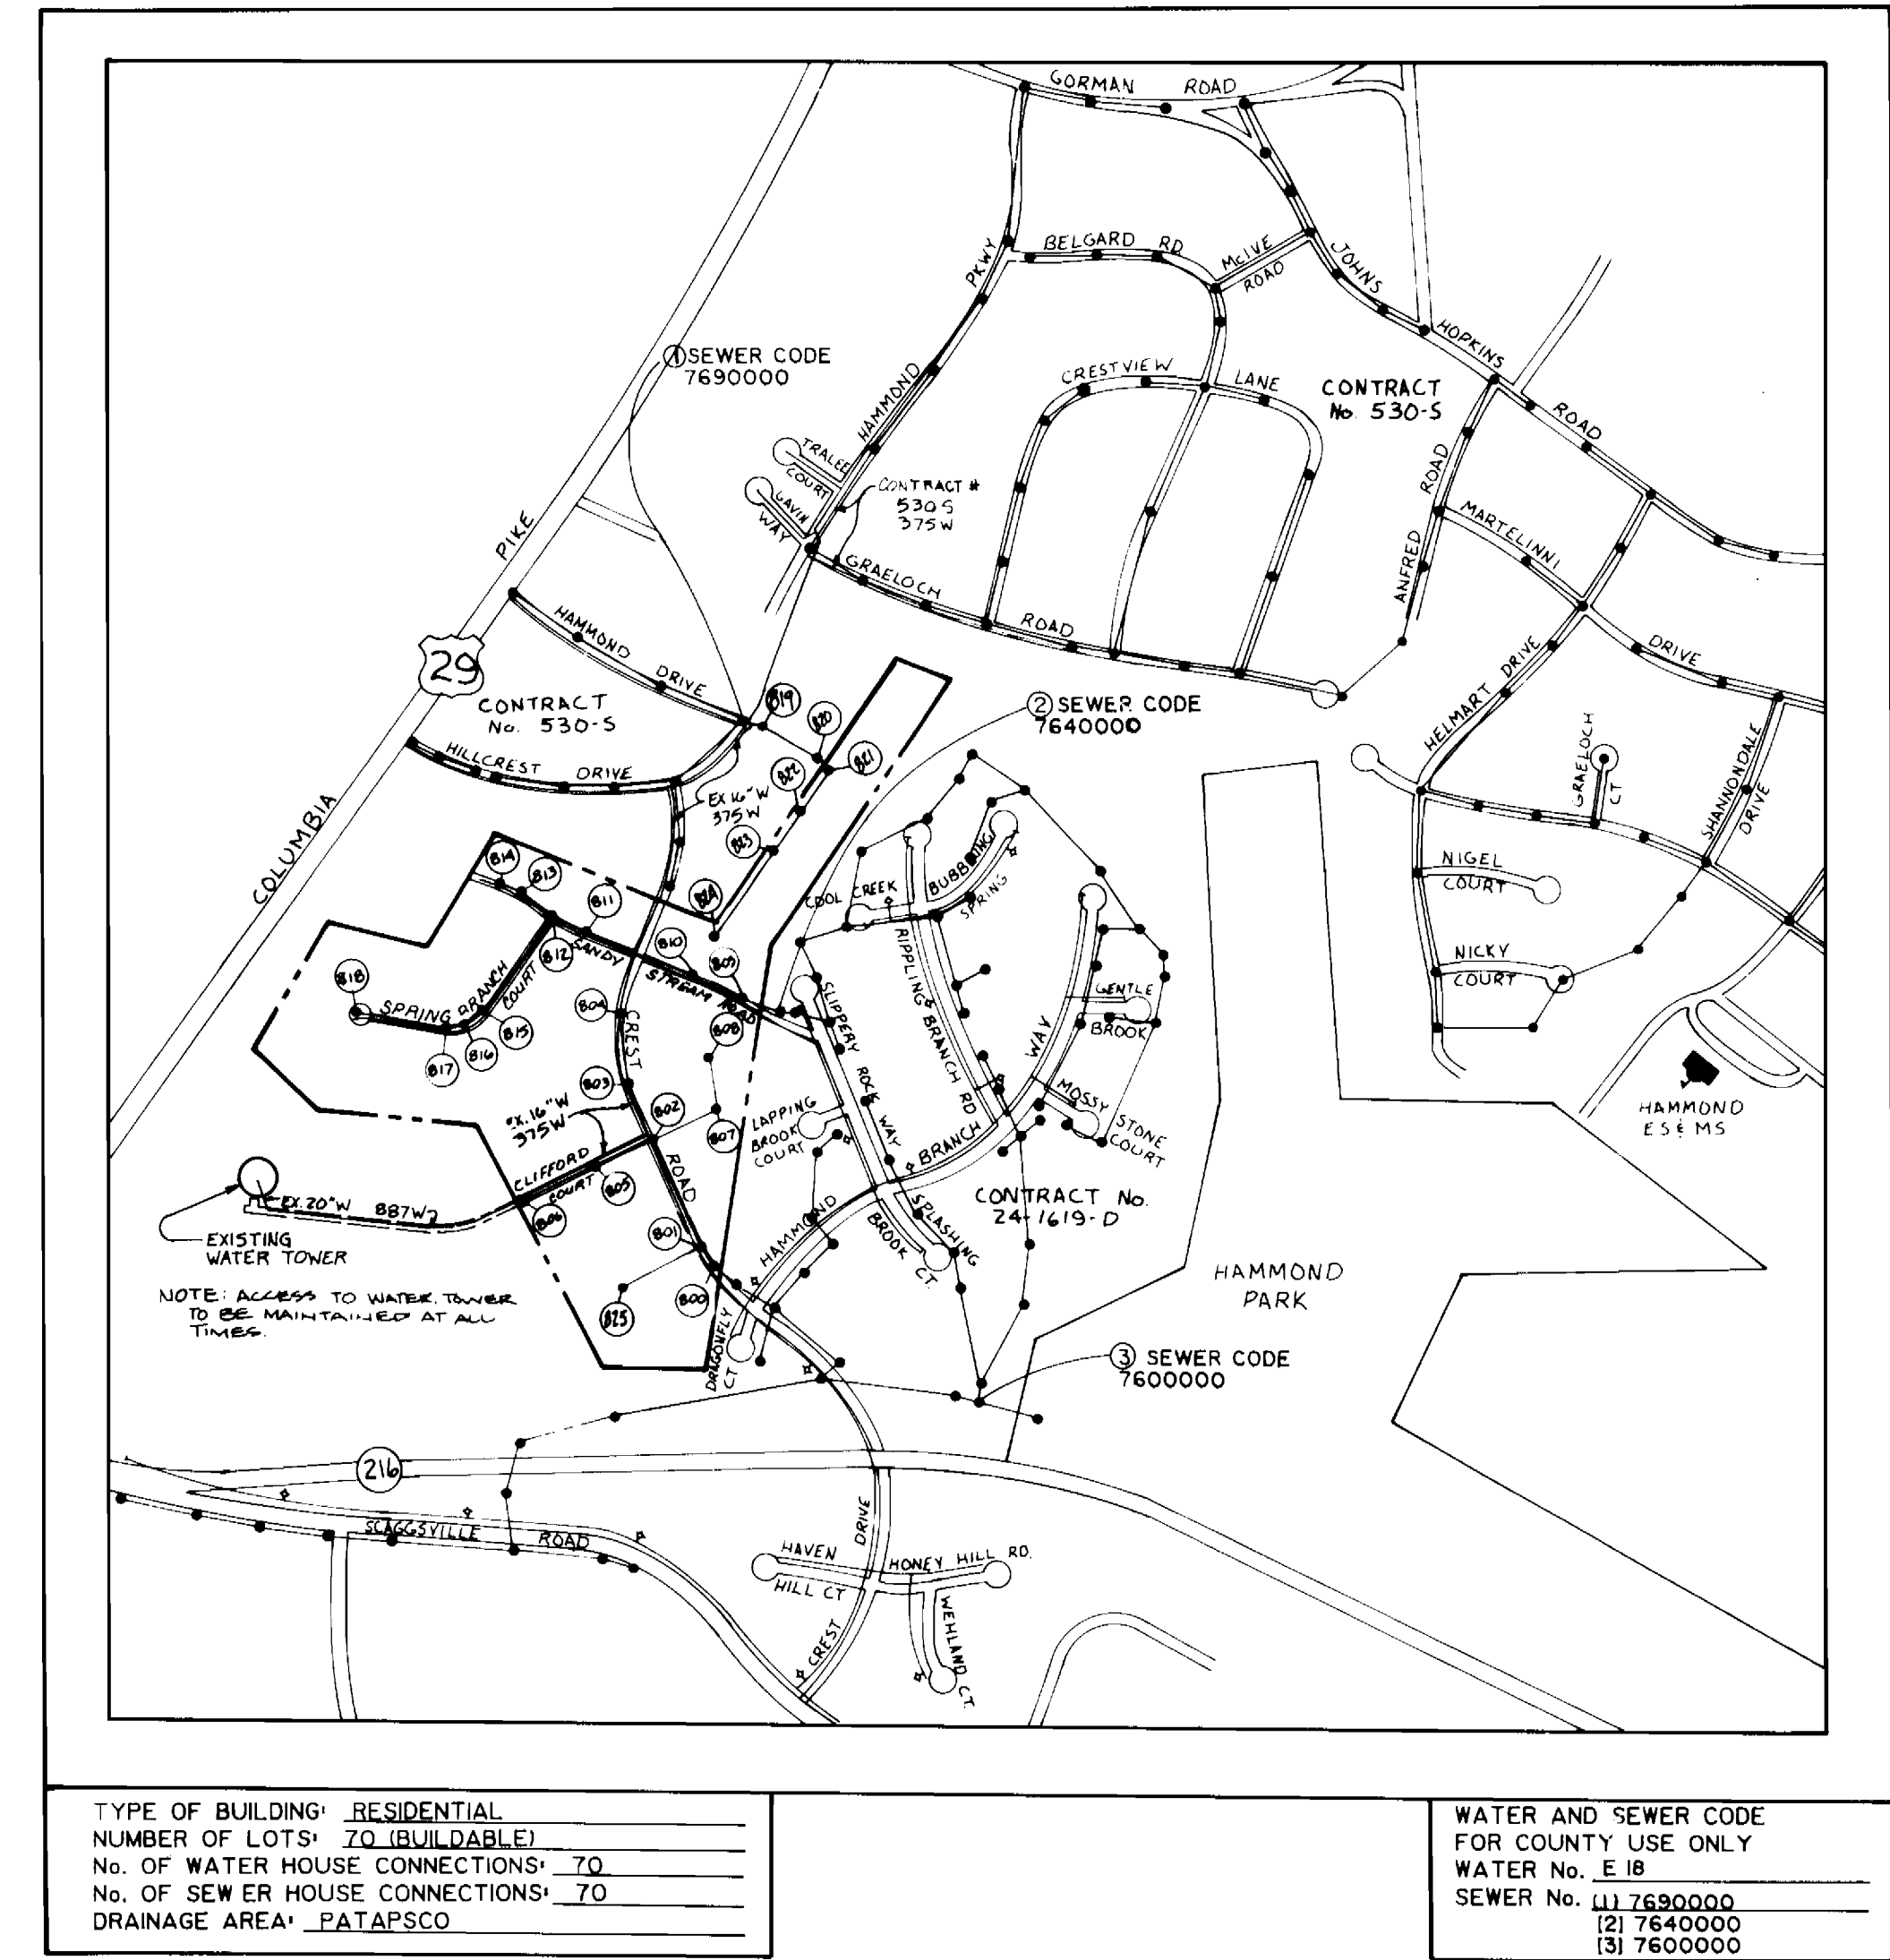 GORMAN ROAD
BELGARD RD
McIVE
ROAD
PKWY
HAMMOND
JOHNS
HOPKINS
ROAD
① SEWER CODE
7690000
CRESTVIEW LANE
CONTRACT
No. 530-S
TRALEE
COURT
GAVIN
WAY
CONTRACT #
530 S
375 W
ANFRED ROAD
MARTELINNI
DRIVE
PIKE
COLUMBIA
GRAELOCH
ROAD
HAMMOND
DRIVE
29
CONTRACT
No. 530-S
HILLCREST DRIVE
② SEWER CODE
7640000
HELMART DRIVE
GRAELOCH
CT
SHANNONDALE
DRIVE
819
820
821
822
823
824
EX 16" W
375 W
814
813
811
812
810
809
808
818
SPRING BRANCH
COURT
SANDY
STREAM ROAD
817
816
815
804
803
802
807
CREST
ROAD
COOL CREEK
BUBBLING
SPRING
RIPPLING BRANCH RD
SLIPPERY ROCK WAY
GENTLE
BROOK
WAY
BRANCH
HAMMOND
MOSSY STONE
COURT
NIGEL
COURT
NICKY
COURT
HAMMOND
ES & MS
EX. 16" W
375W
LAPPING
BROOK
COURT
CLIFFORD
COURT
805
806
801
800
825
EX. 20" W 887W
EXISTING
WATER TOWER
NOTE: ACCESS TO WATER TOWER
TO BE MAINTAINED AT ALL
TIMES.
CONTRACT No.
24-1619-D
SPLASHING
BROOK CT.
DRAGONFLY
CT
HAMMOND
PARK
③ SEWER CODE
7600000
216
SCAGGSVILLE ROAD
HAVEN
HILL CT
HONEY HILL RD.
CREST
DRIVE
WEHLAND CT.
TYPE OF BUILDING: RESIDENTIAL
NUMBER OF LOTS: 70 (BUILDABLE)
No. OF WATER HOUSE CONNECTIONS: 70
No. OF SEWER HOUSE CONNECTIONS: 70
DRAINAGE AREA: PATAPSCO
WATER AND SEWER CODE
FOR COUNTY USE ONLY
WATER No. E 18
SEWER No. (1) 7690000
(2) 7640000
(3) 7600000